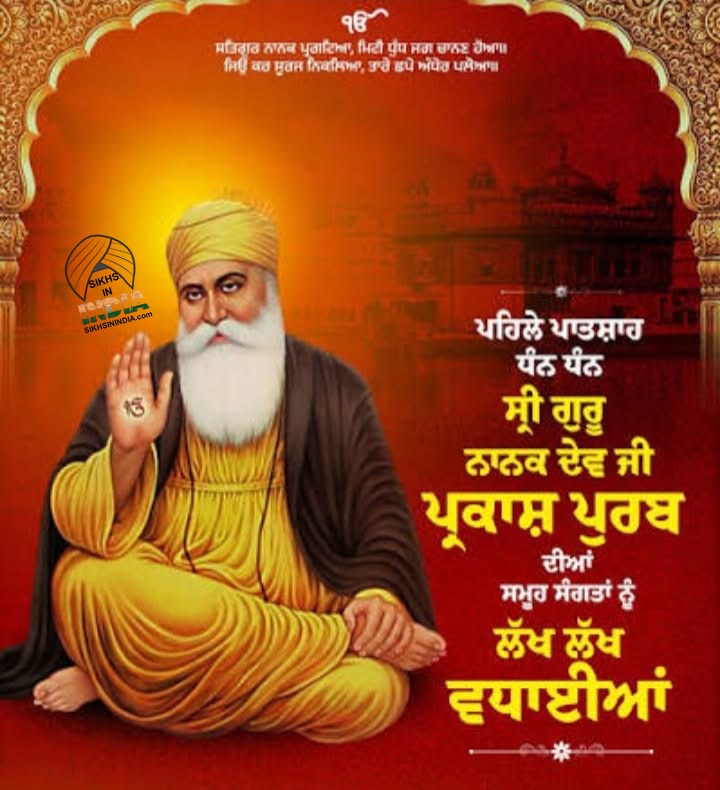 ੴ
ਸਤਿਗੁਰ ਨਾਨਕ ਪ੍ਰਗਟਿਆ, ਮਿਟੀ ਧੁੰਧ ਜਗ ਚਾਨਣ ਹੋਆ॥
ਜਿਉਂ ਕਰ ਸੂਰਜ ਨਿਕਲਿਆ, ਤਾਰੇ ਛਪੇ ਅੰਧੇਰ ਪਲੋਆ॥
SIKHS
IN
INDIA
SIKHSININDIA.com
ੴ
ਪਹਿਲੇ ਪਾਤਸ਼ਾਹ
ਧੰਨ ਧੰਨ
ਸ੍ਰੀ ਗੁਰੂ
ਨਾਨਕ ਦੇਵ ਜੀ
ਪ੍ਰਕਾਸ਼ ਪੁਰਬ
ਦੀਆਂ
ਸਮੂਹ ਸੰਗਤਾਂ ਨੂੰ
ਲੱਖ ਲੱਖ
ਵਧਾਈਆਂ